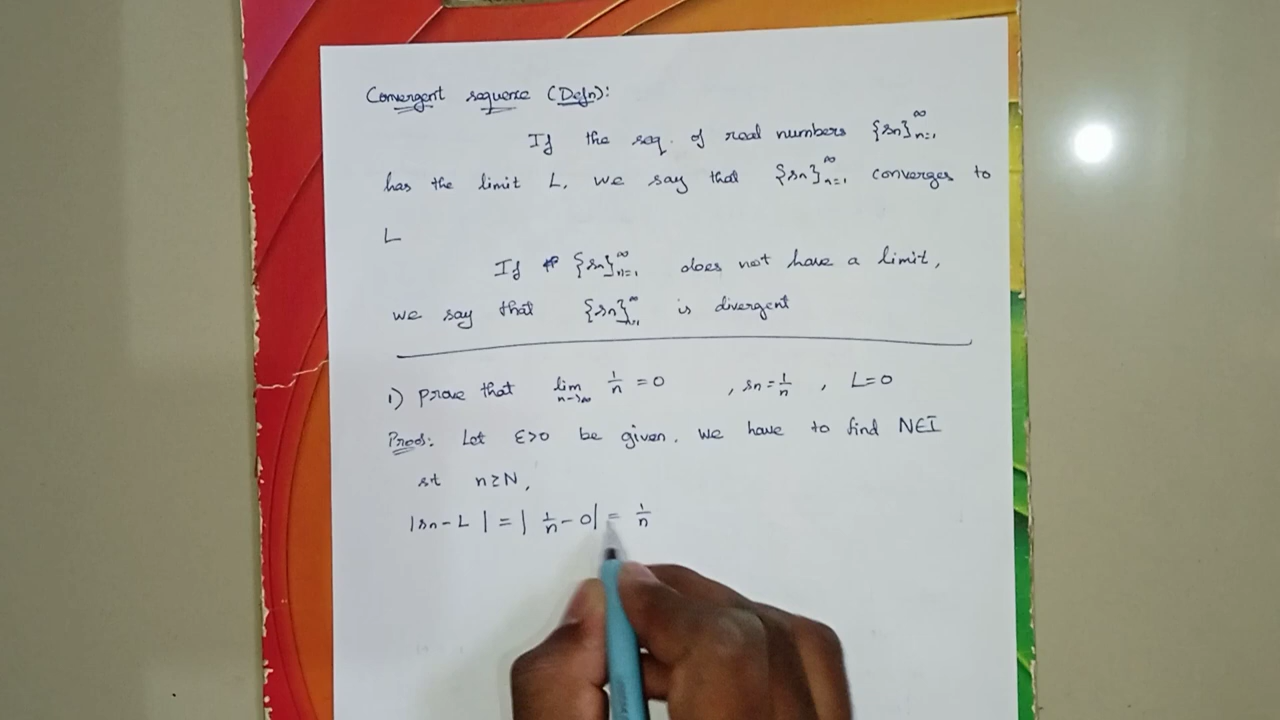 Convergent sequence (Defn):
If the seq. of real numbers {sn}∞n=1
has the limit L, we say that {sn}∞n=1 converges to
L
If {sn}∞n=1 does not have a limit,
we say that {sn}∞n=1 is divergent
1) Prove that lim n→∞ 1/n = 0 , sn = 1/n , L=0
Proof: Let ε>0 be given. We have to find N∈I
st n≥N,
|sn - L| = | 1/n - 0| = 1/n